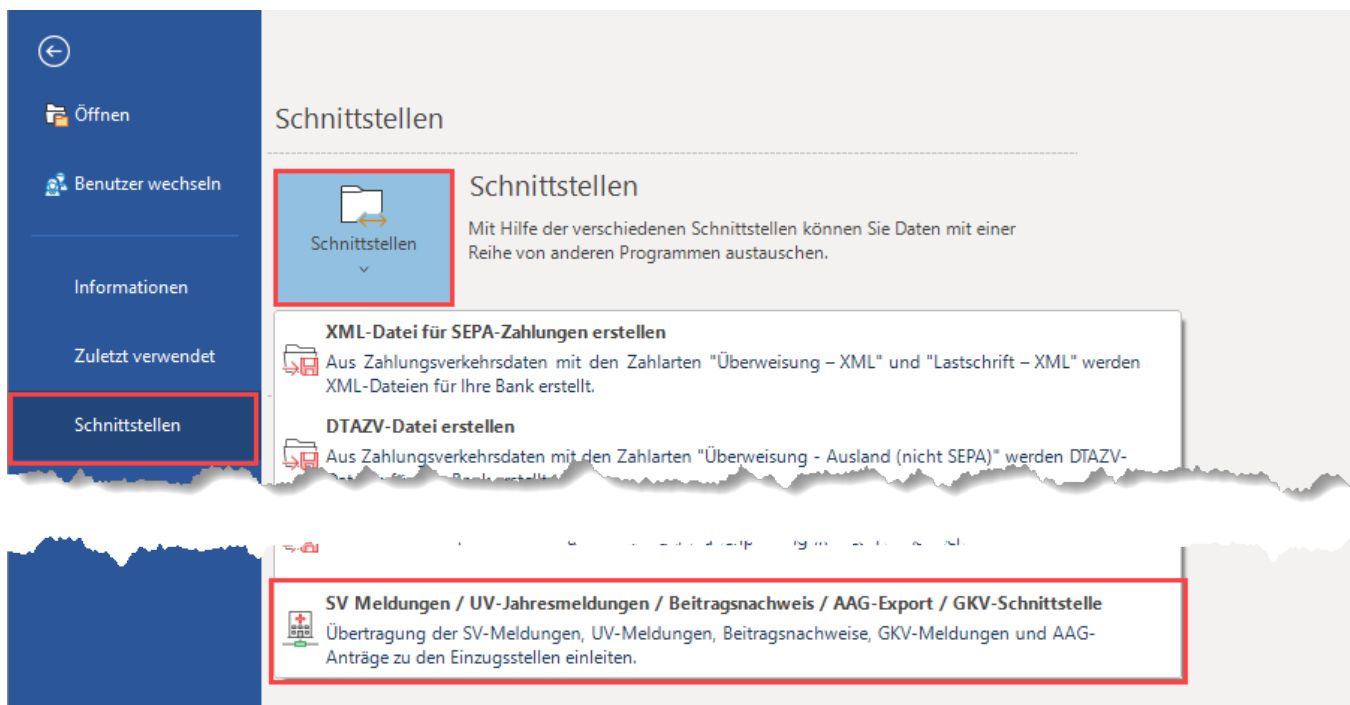 Öffnen
Benutzer wechseln
Informationen
Zuletzt verwendet
Schnittstellen
Schnittstellen
Schnittstellen
Schnittstellen
Mit Hilfe der verschiedenen Schnittstellen können Sie Daten mit einer
Reihe von anderen Programmen austauschen.
XML-Datei für SEPA-Zahlungen erstellen
Aus Zahlungsverkehrsdaten mit den Zahlarten "Überweisung – XML" und "Lastschrift – XML" werden
XML-Dateien für Ihre Bank erstellt.
DTAZV-Datei erstellen
Aus Zahlungsverkehrsdaten mit den Zahlarten "Überweisung - Ausland (nicht SEPA)" werden DTAZV-
SV Meldungen / UV-Jahresmeldungen / Beitragsnachweis / AAG-Export / GKV-Schnittstelle
Übertragung der SV-Meldungen, UV-Meldungen, Beitragsnachweise, GKV-Meldungen und AAG-
Anträge zu den Einzugsstellen einleiten.